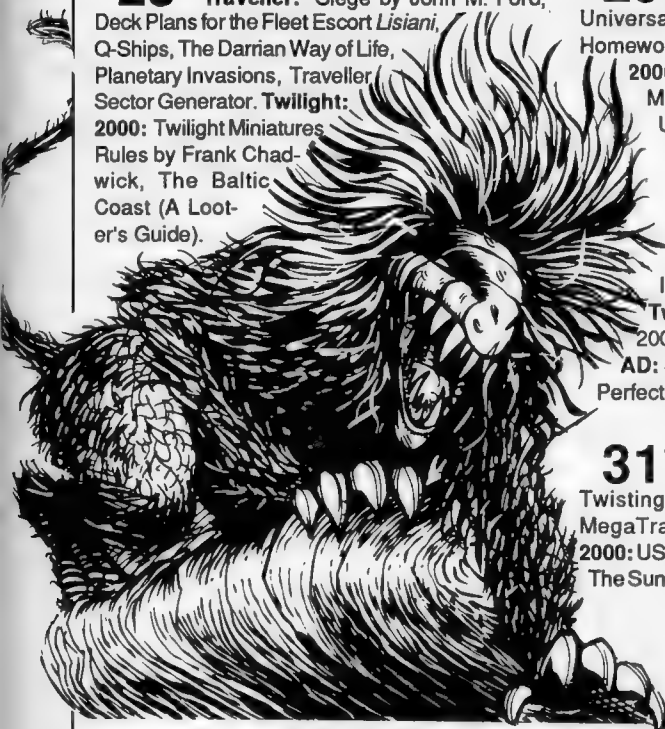 Traveller: Siege by John M. Ford,
Deck Plans for the Fleet Escort Lisiani,
Q-Ships, The Darrian Way of Life,
Planetary Invasions, Traveller
Sector Generator. Twilight:
2000: Twilight Miniatures
Rules by Frank Chad-
wick, The Baltic
Coast (A Loot-
er's Guide).
Universa
Homewo
200
M
U
I
Tw
200
AD:
Perfect
31
Twisting
MegaTra
2000: US
The Sun